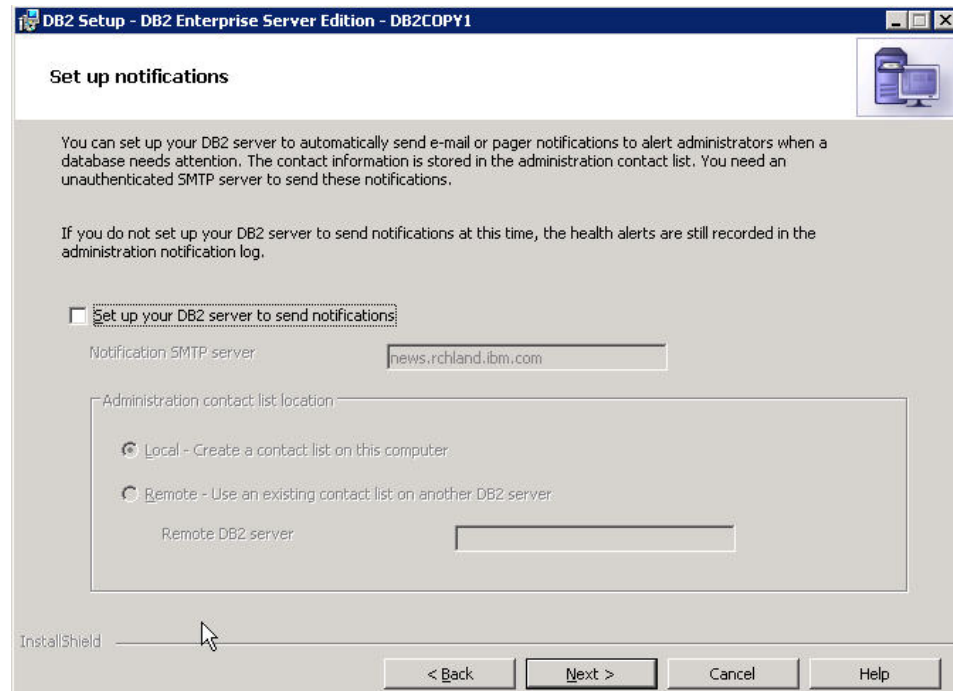 DB2 Setup - DB2 Enterprise Server Edition - DB2COPY1
Set up notifications
You can set up your DB2 server to automatically send e-mail or pager notifications to alert administrators when a
database needs attention. The contact information is stored in the administration contact list. You need an
unauthenticated SMTP server to send these notifications.
If you do not set up your DB2 server to send notifications at this time, the health alerts are still recorded in the
administration notification log.
Set up your DB2 server to send notifications
Notification SMTP server
news.rchland.ibm.com
Administration contact list location
Local - Create a contact list on this computer
Remote - Use an existing contact list on another DB2 server
Remote DB2 server
InstallShield
< Back
Next >
Cancel
Help